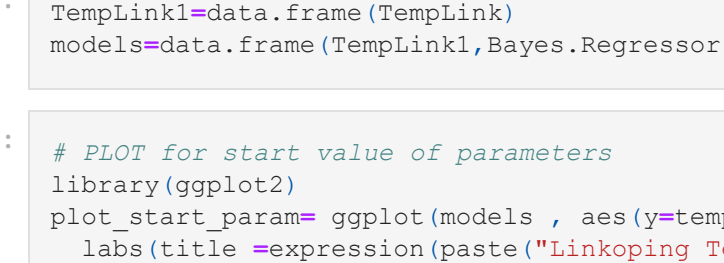 TempLink1=data.frame(TempLink)
models=data.frame(TempLink1,Bayes.Regressor
:
# PLOT for start value of parameters
library(ggplot2)
plot_start_param= ggplot(models , aes(y=tem
labs(title =expression(paste("Linkoping Te